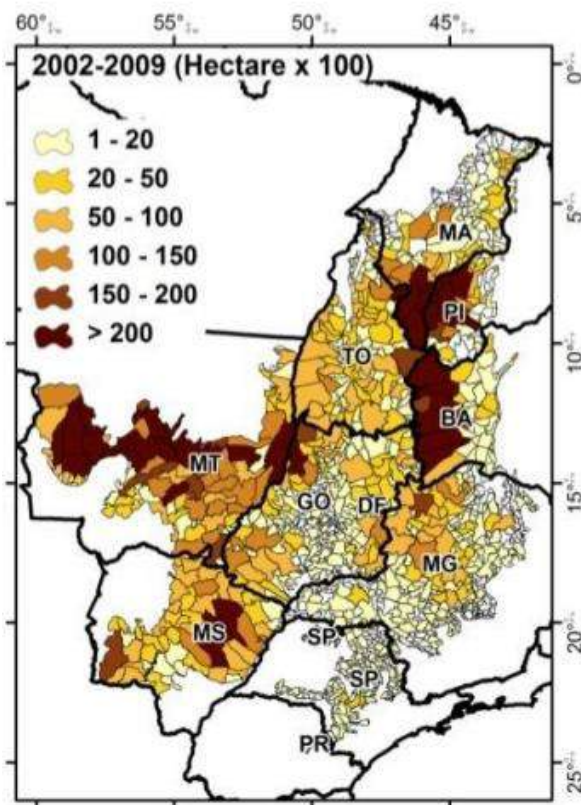 60° 55° 50° 45°
2002-2009 (Hectare x 100)
1 - 20
20 - 50
50 - 100
100 - 150
150 - 200
> 200
0°
5°
10°
15°
20°
25°
MA
PI
TO
BA
MT
GO DF
MG
MS
SP
SP
PR